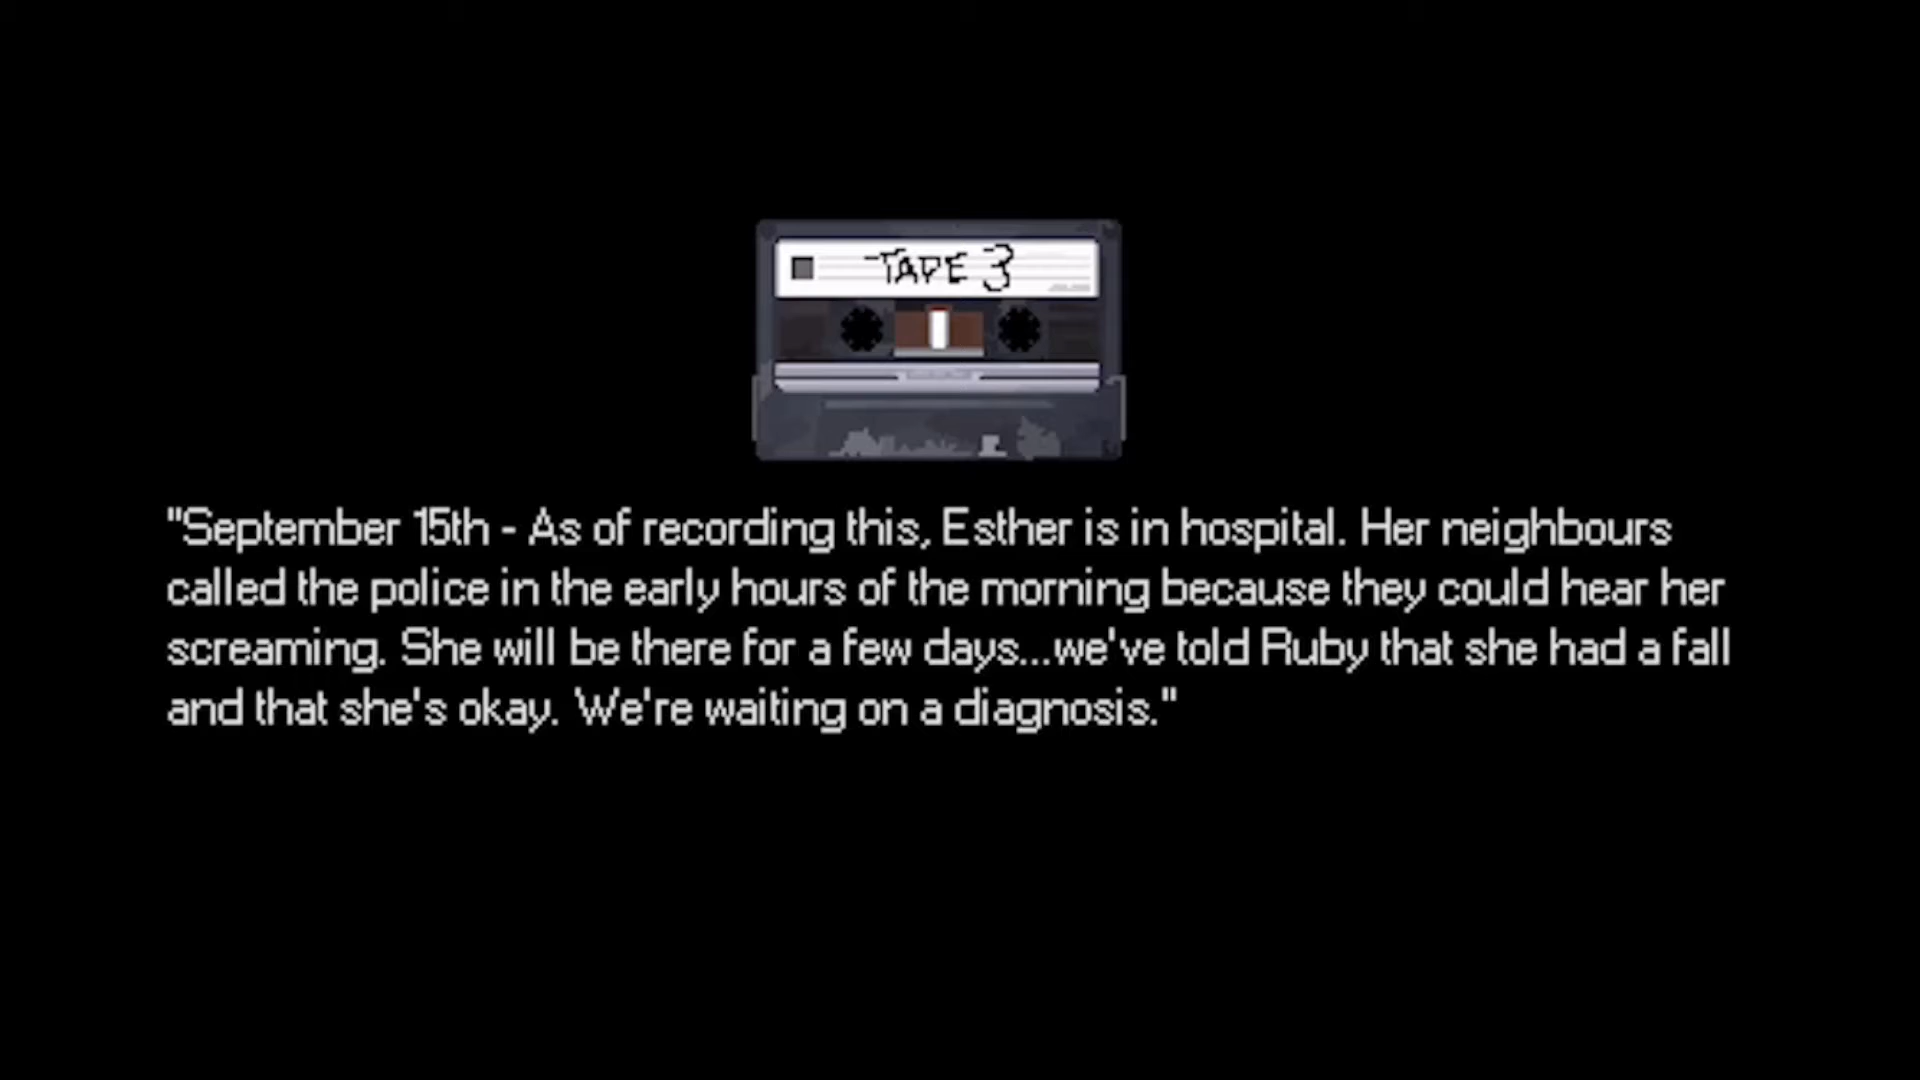 TAPE 3
"September 15th - As of recording this, Esther is in hospital. Her neighbours
called the police in the early hours of the morning because they could hear her
screaming. She will be there for a few days...we've told Ruby that she had a fall
and that she's okay. We're waiting on a diagnosis."